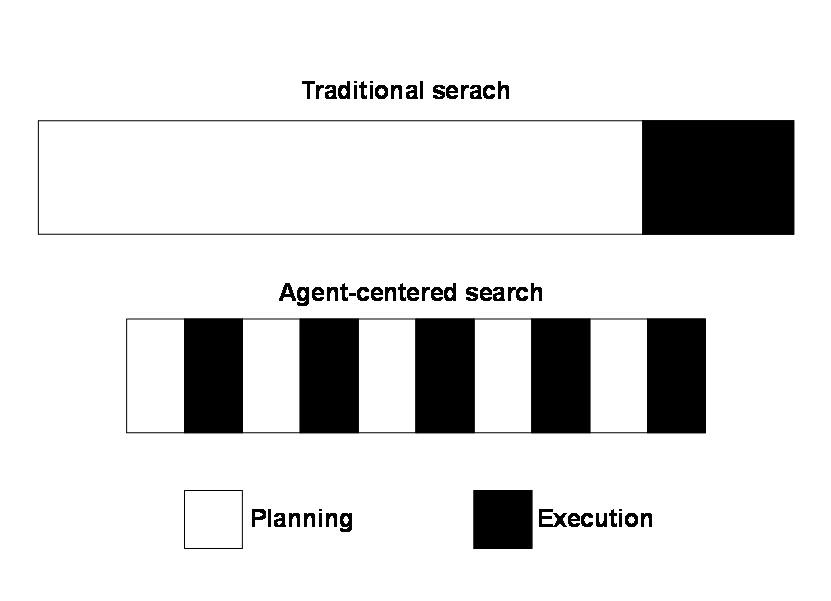 Traditional serach
Agent-centered search
Planning
Execution